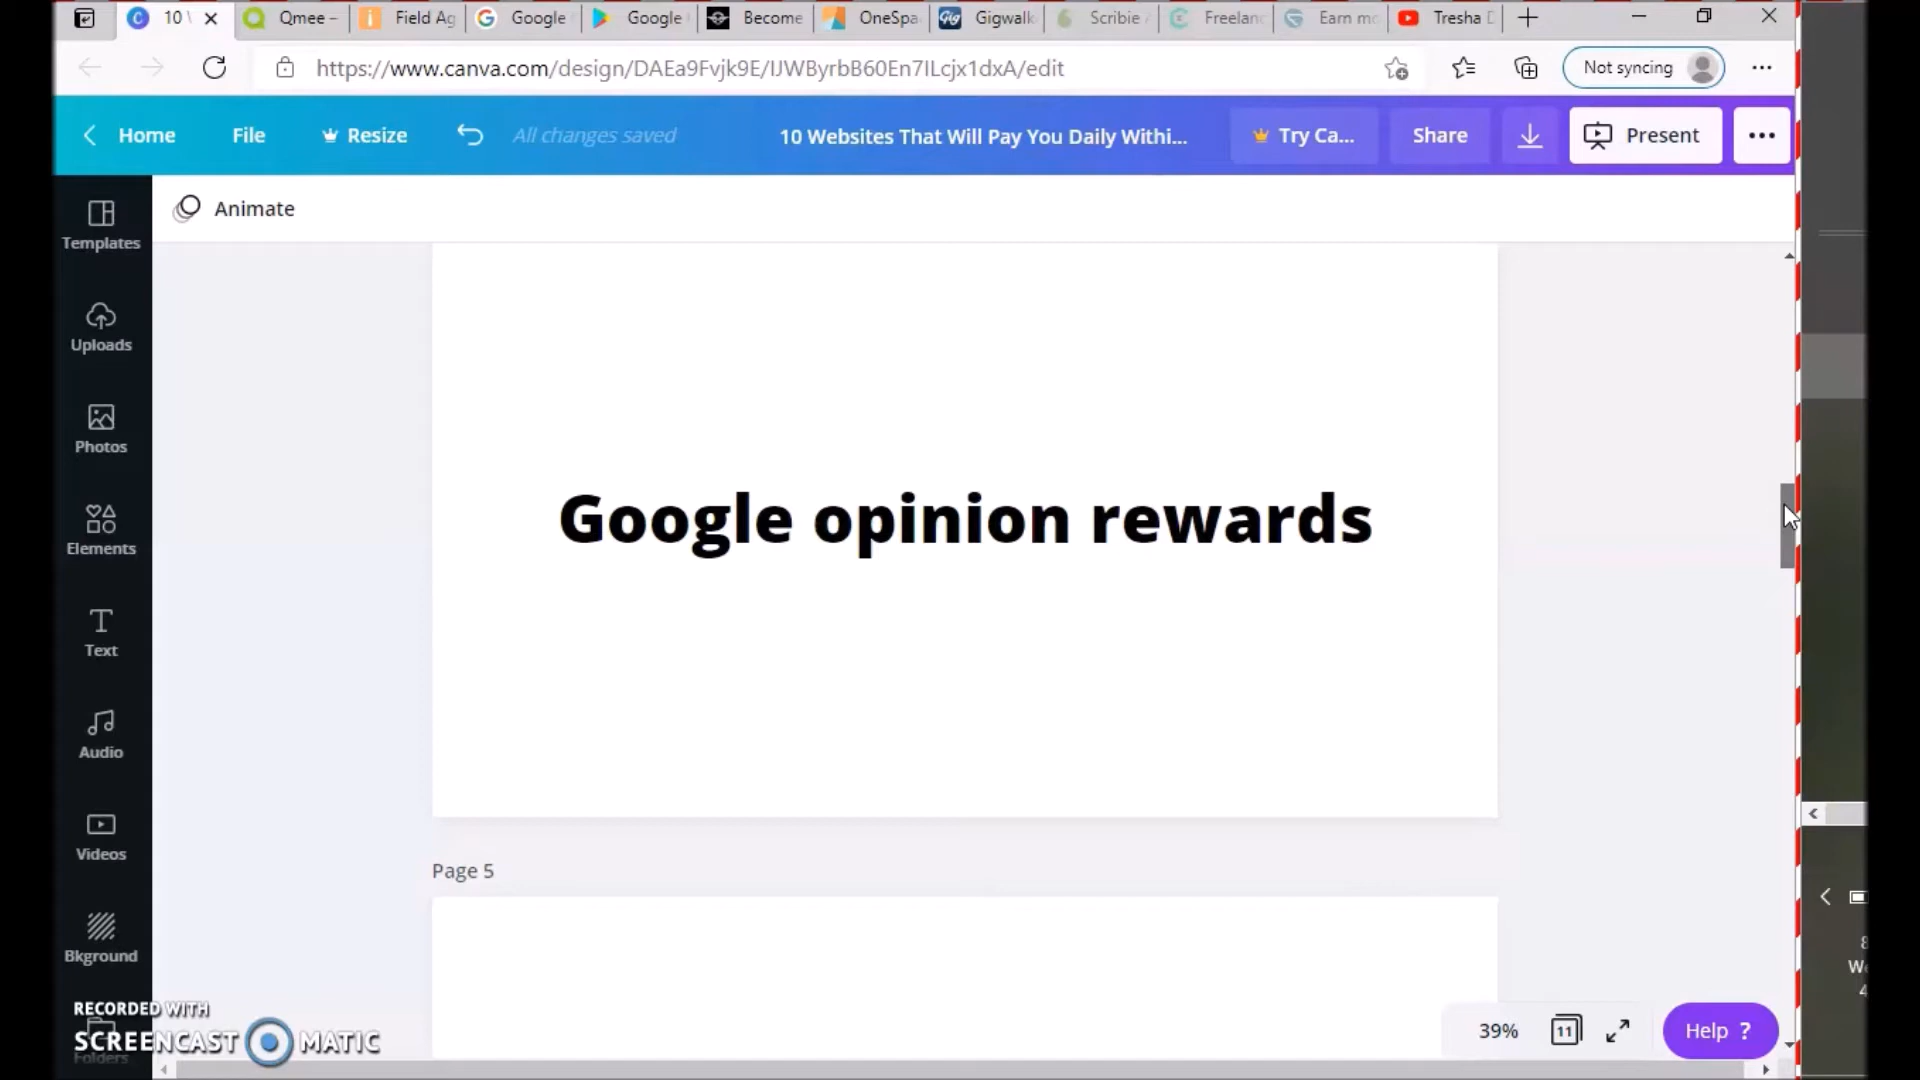 10
Qmee –
Field Ag
Google
Google
Become
OneSpa
Gigwalk
Scribie
Freelanc
Earn mo
Tresha D
https://www.canva.com/design/DAEa9Fvjk9E/IJWByrbB60En7ILcjx1dxA/edit
Not syncing
Home
File
Resize
All changes saved
10 Websites That Will Pay You Daily Withi...
Try Ca...
Share
Present
Animate
Templates
Uploads
Photos
Elements
Text
Audio
Videos
Bkground
Folders
Google opinion rewards
Page 5
RECORDED WITH
SCREENCAST MATIC
39%
11
Help ?